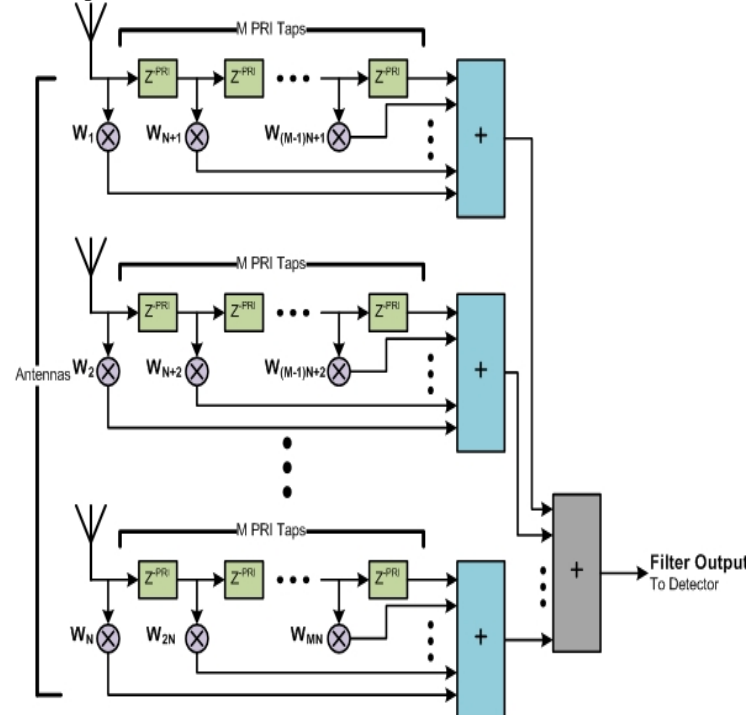 M PRI Taps
Z-PRI Z-PRI Z-PRI
W1 WN+1 W(M-1)N+1
+
M PRI Taps
Z-PRI Z-PRI Z-PRI
Antennas W2 WN+2 W(M-1)N+2
+
M PRI Taps
Z-PRI Z-PRI Z-PRI
WN W2N WMN
+
+
Filter Output
To Detector